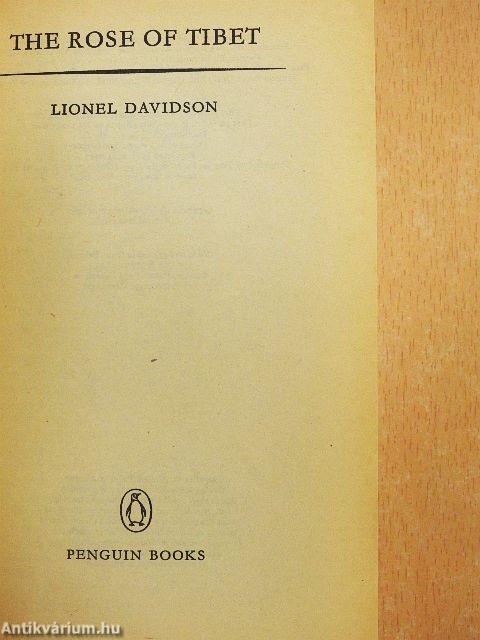 THE ROSE OF TIBET
LIONEL DAVIDSON
PENGUIN BOOKS
Antikvárium.hu